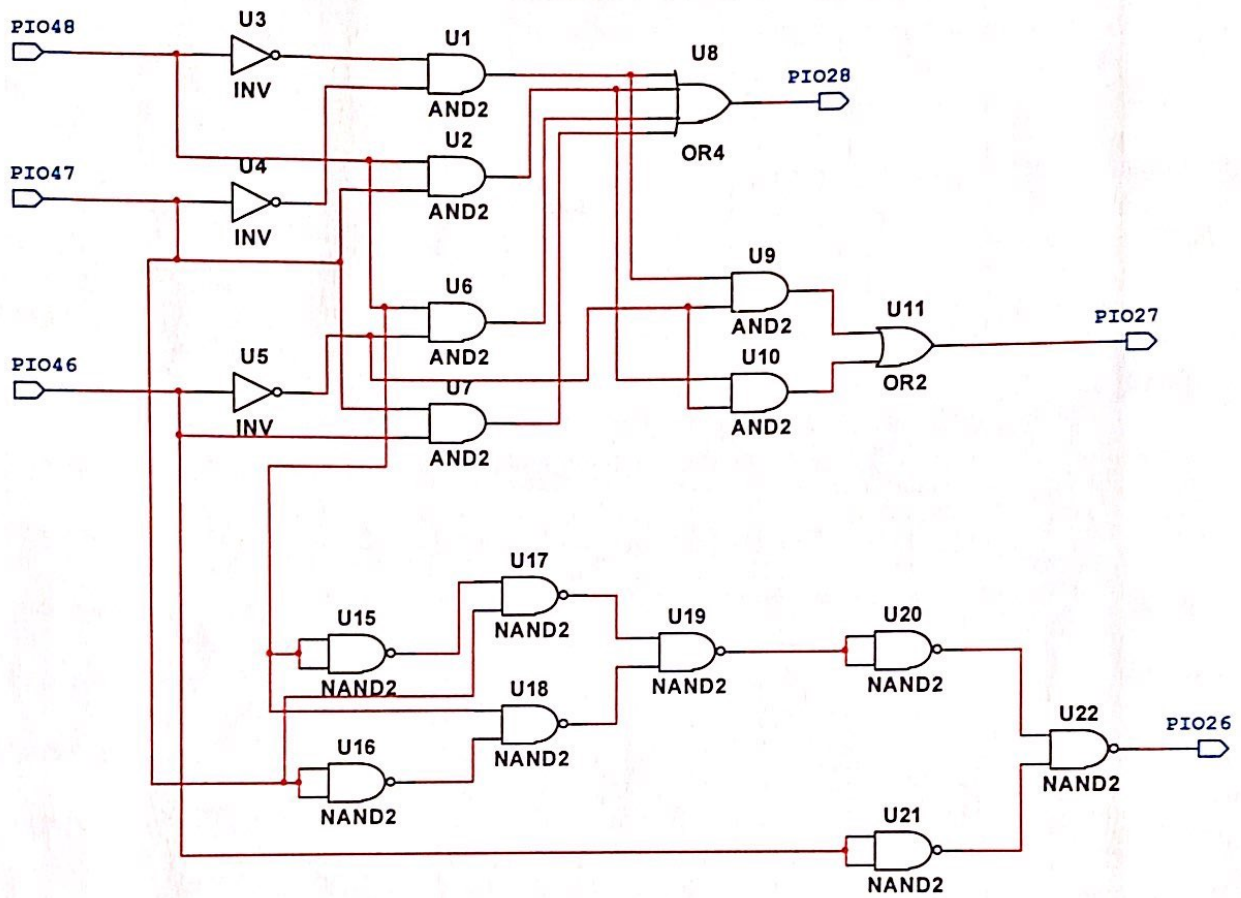 PIO48
U3
INV
U1
AND2
U8
OR4
PIO28
PIO47
U4
INV
U2
AND2
U6
AND2
U9
AND2
U11
OR2
PIO27
PIO46
U5
INV
U7
AND2
U10
AND2
U15
NAND2
U17
NAND2
U19
NAND2
U20
NAND2
U16
NAND2
U18
NAND2
U22
NAND2
PIO26
U21
NAND2